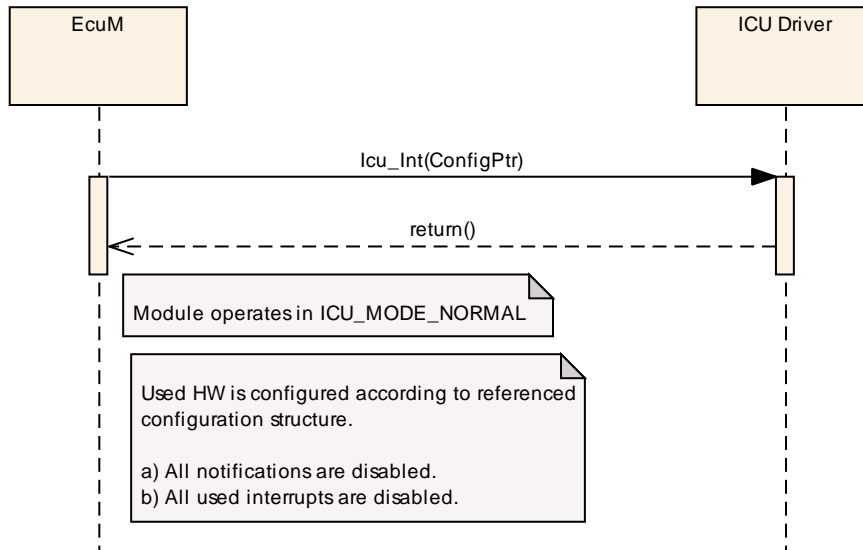 EcuM
ICU Driver
Icu_Int(ConfigPtr)
return()
Module operates in ICU_MODE_NORMAL
Used HW is configured according to referenced
configuration structure.
a) All notifications are disabled.
b) All used interrupts are disabled.